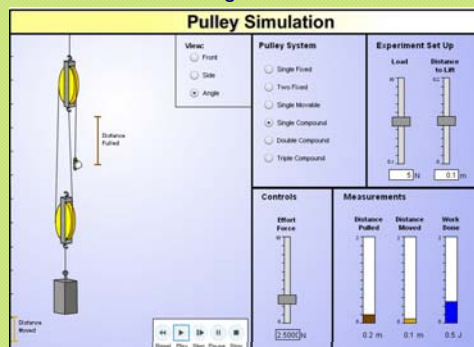 Pulley Simulation
View:
Front
Side
Angle
Distance
Pulled
Distance
Moved
Pulley System
Single Fixed
Two Fixed
Single Movable
Single Compound
Double Compound
Triple Compound
Experiment Set Up
Load
Distance
to Lift
5 N
0.1 m
Controls
Effort
Force
2.500 N
Measurements
Distance
Pulled
Distance
Moved
Work
Done
0.2 m
0.1 m
0.5 J
Play
Step
Pause
Stop